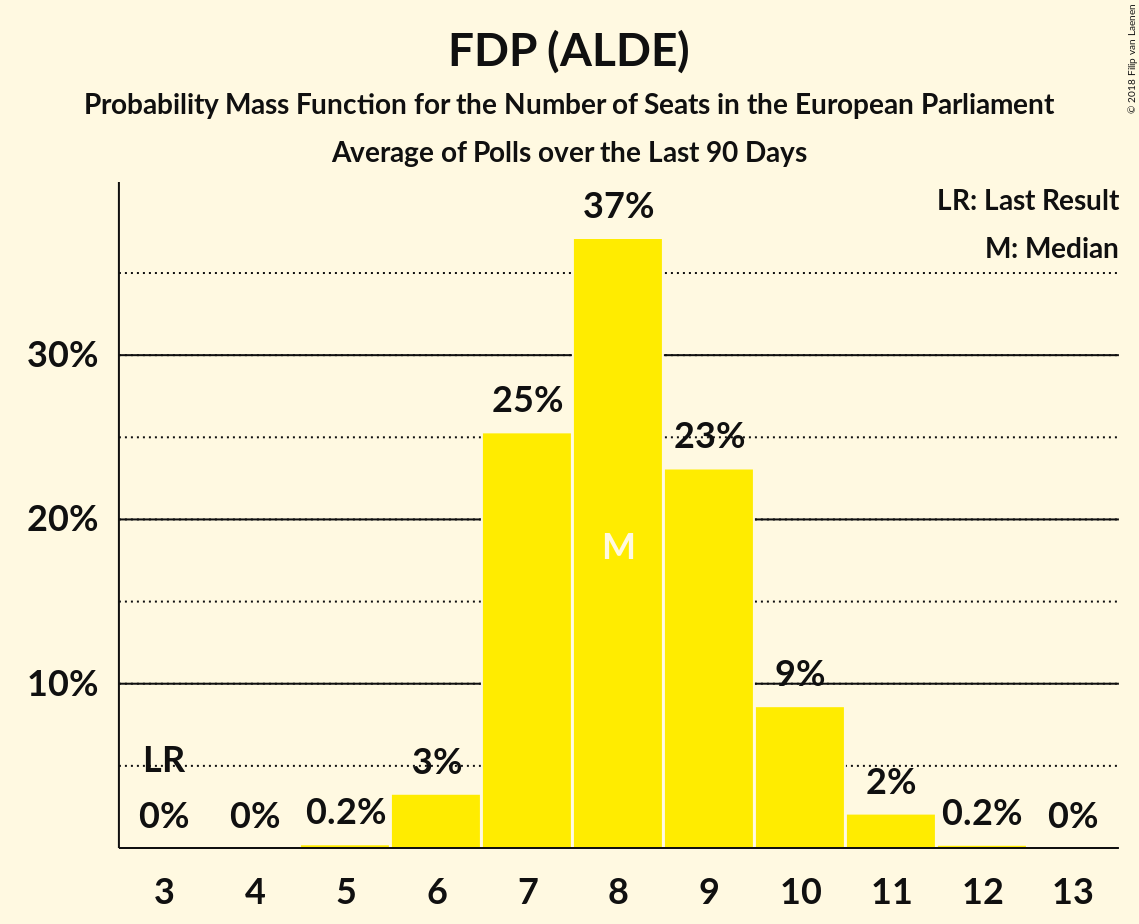 FDP (ALDE)
Probability Mass Function for the Number of Seats in the European Parliament
Average of Polls over the Last 90 Days
© 2018 Filip van Laenen
LR: Last Result
M: Median
37%
30%
25%
23%
20%
M
10%
9%
LR
3%
2%
0%
0%
0.2%
0.2%
0%
3 4 5 6 7 8 9 10 11 12 13